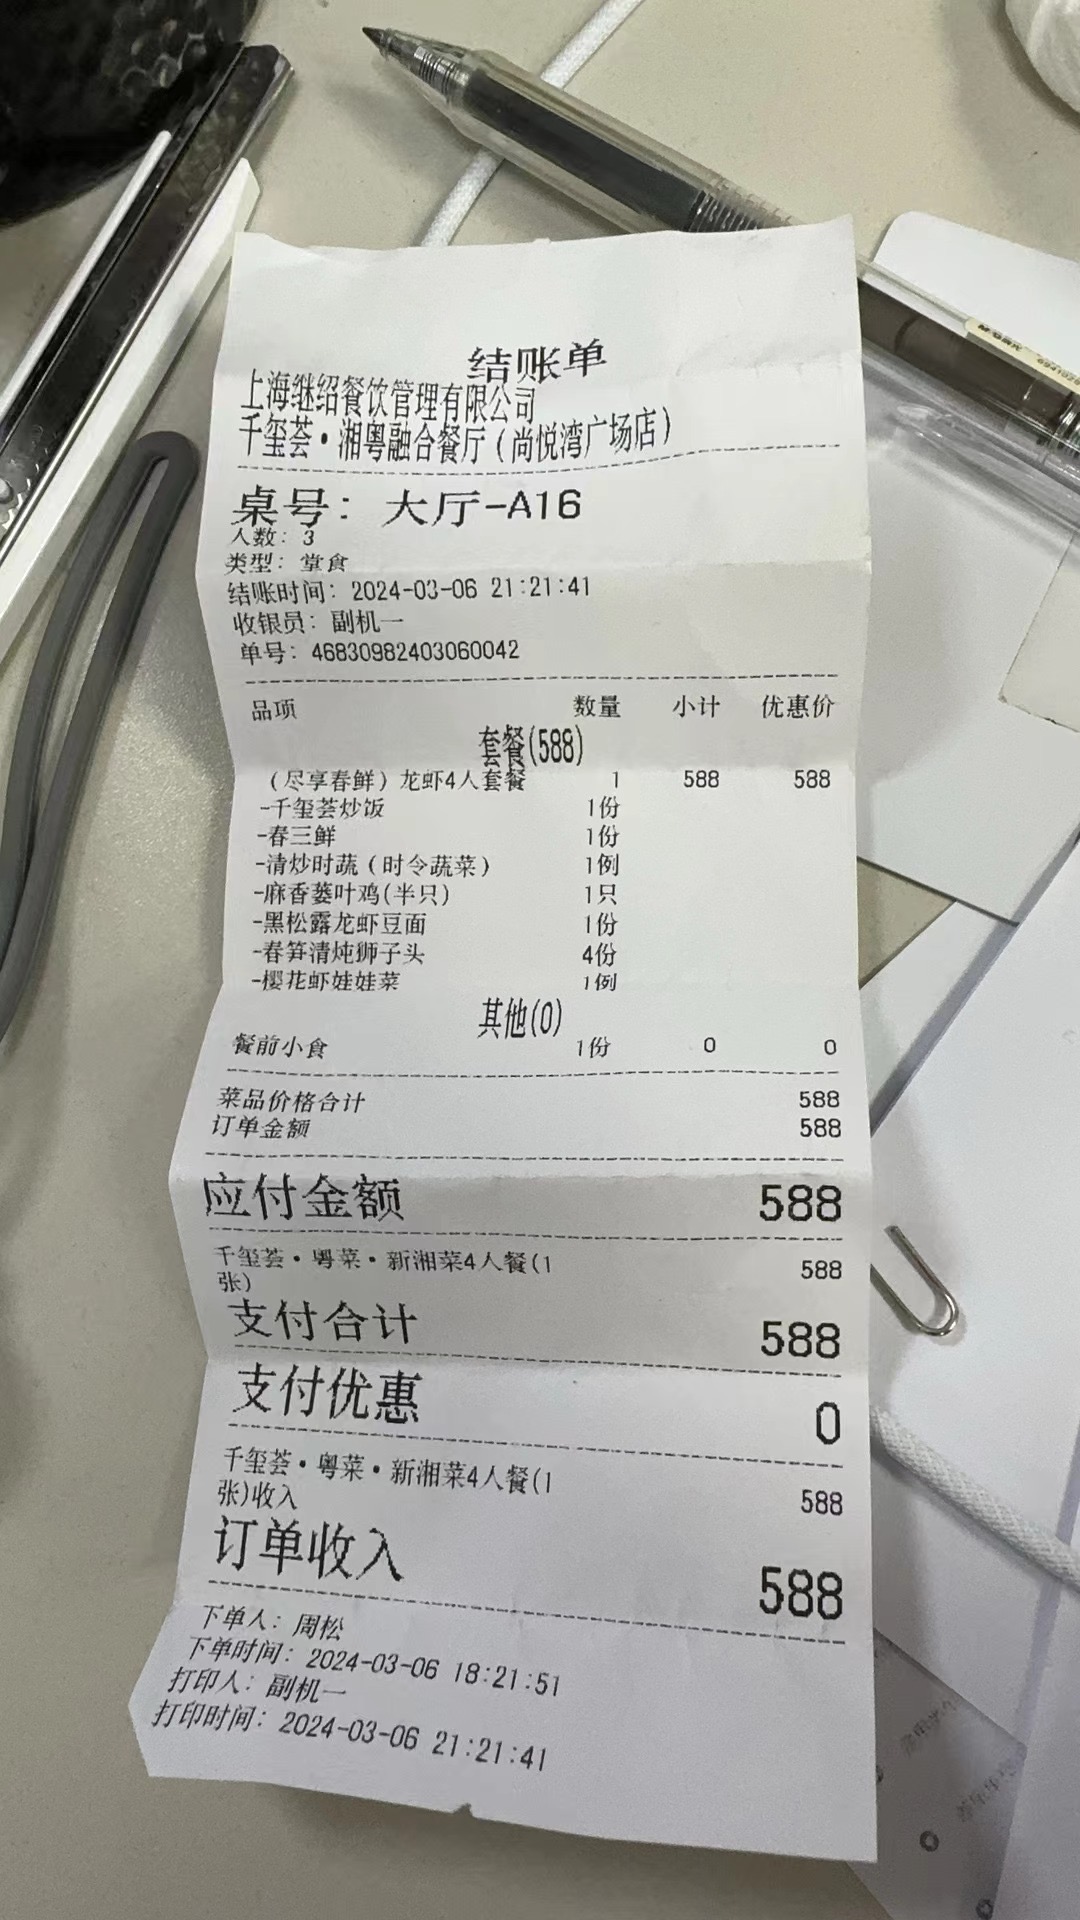 结账单
上海继绍餐饮管理有限公司
千玺荟·湘粤融合餐厅(尚悦湾广场店)
桌号: 大厅-A16
人数: 3
类型: 堂食
结账时间: 2024-03-06 21:21:41
收银员: 副机一
单号: 46830982403060042
品项 数量 小计 优惠价
套餐(588)
(尽享春鲜)龙虾4人套餐 1 588 588
-千玺荟炒饭 1份
-春三鲜 1份
-清炒时蔬(时令蔬菜) 1例
-麻香蒌叶鸡(半只) 1只
-黑松露龙虾豆面 1份
-春笋清炖狮子头 4份
-樱花虾娃娃菜 1例
其他(0)
餐前小食 1份 0 0
菜品价格合计 588
订单金额 588
应付金额 588
千玺荟·粤菜·新湘菜4人餐(1 588
张)
支付合计 588
支付优惠 0
千玺荟·粤菜·新湘菜4人餐(1 588
张)收入
订单收入 588
下单人: 周松
下单时间: 2024-03-06 18:21:51
打印人: 副机一
打印时间: 2024-03-06 21:21:41